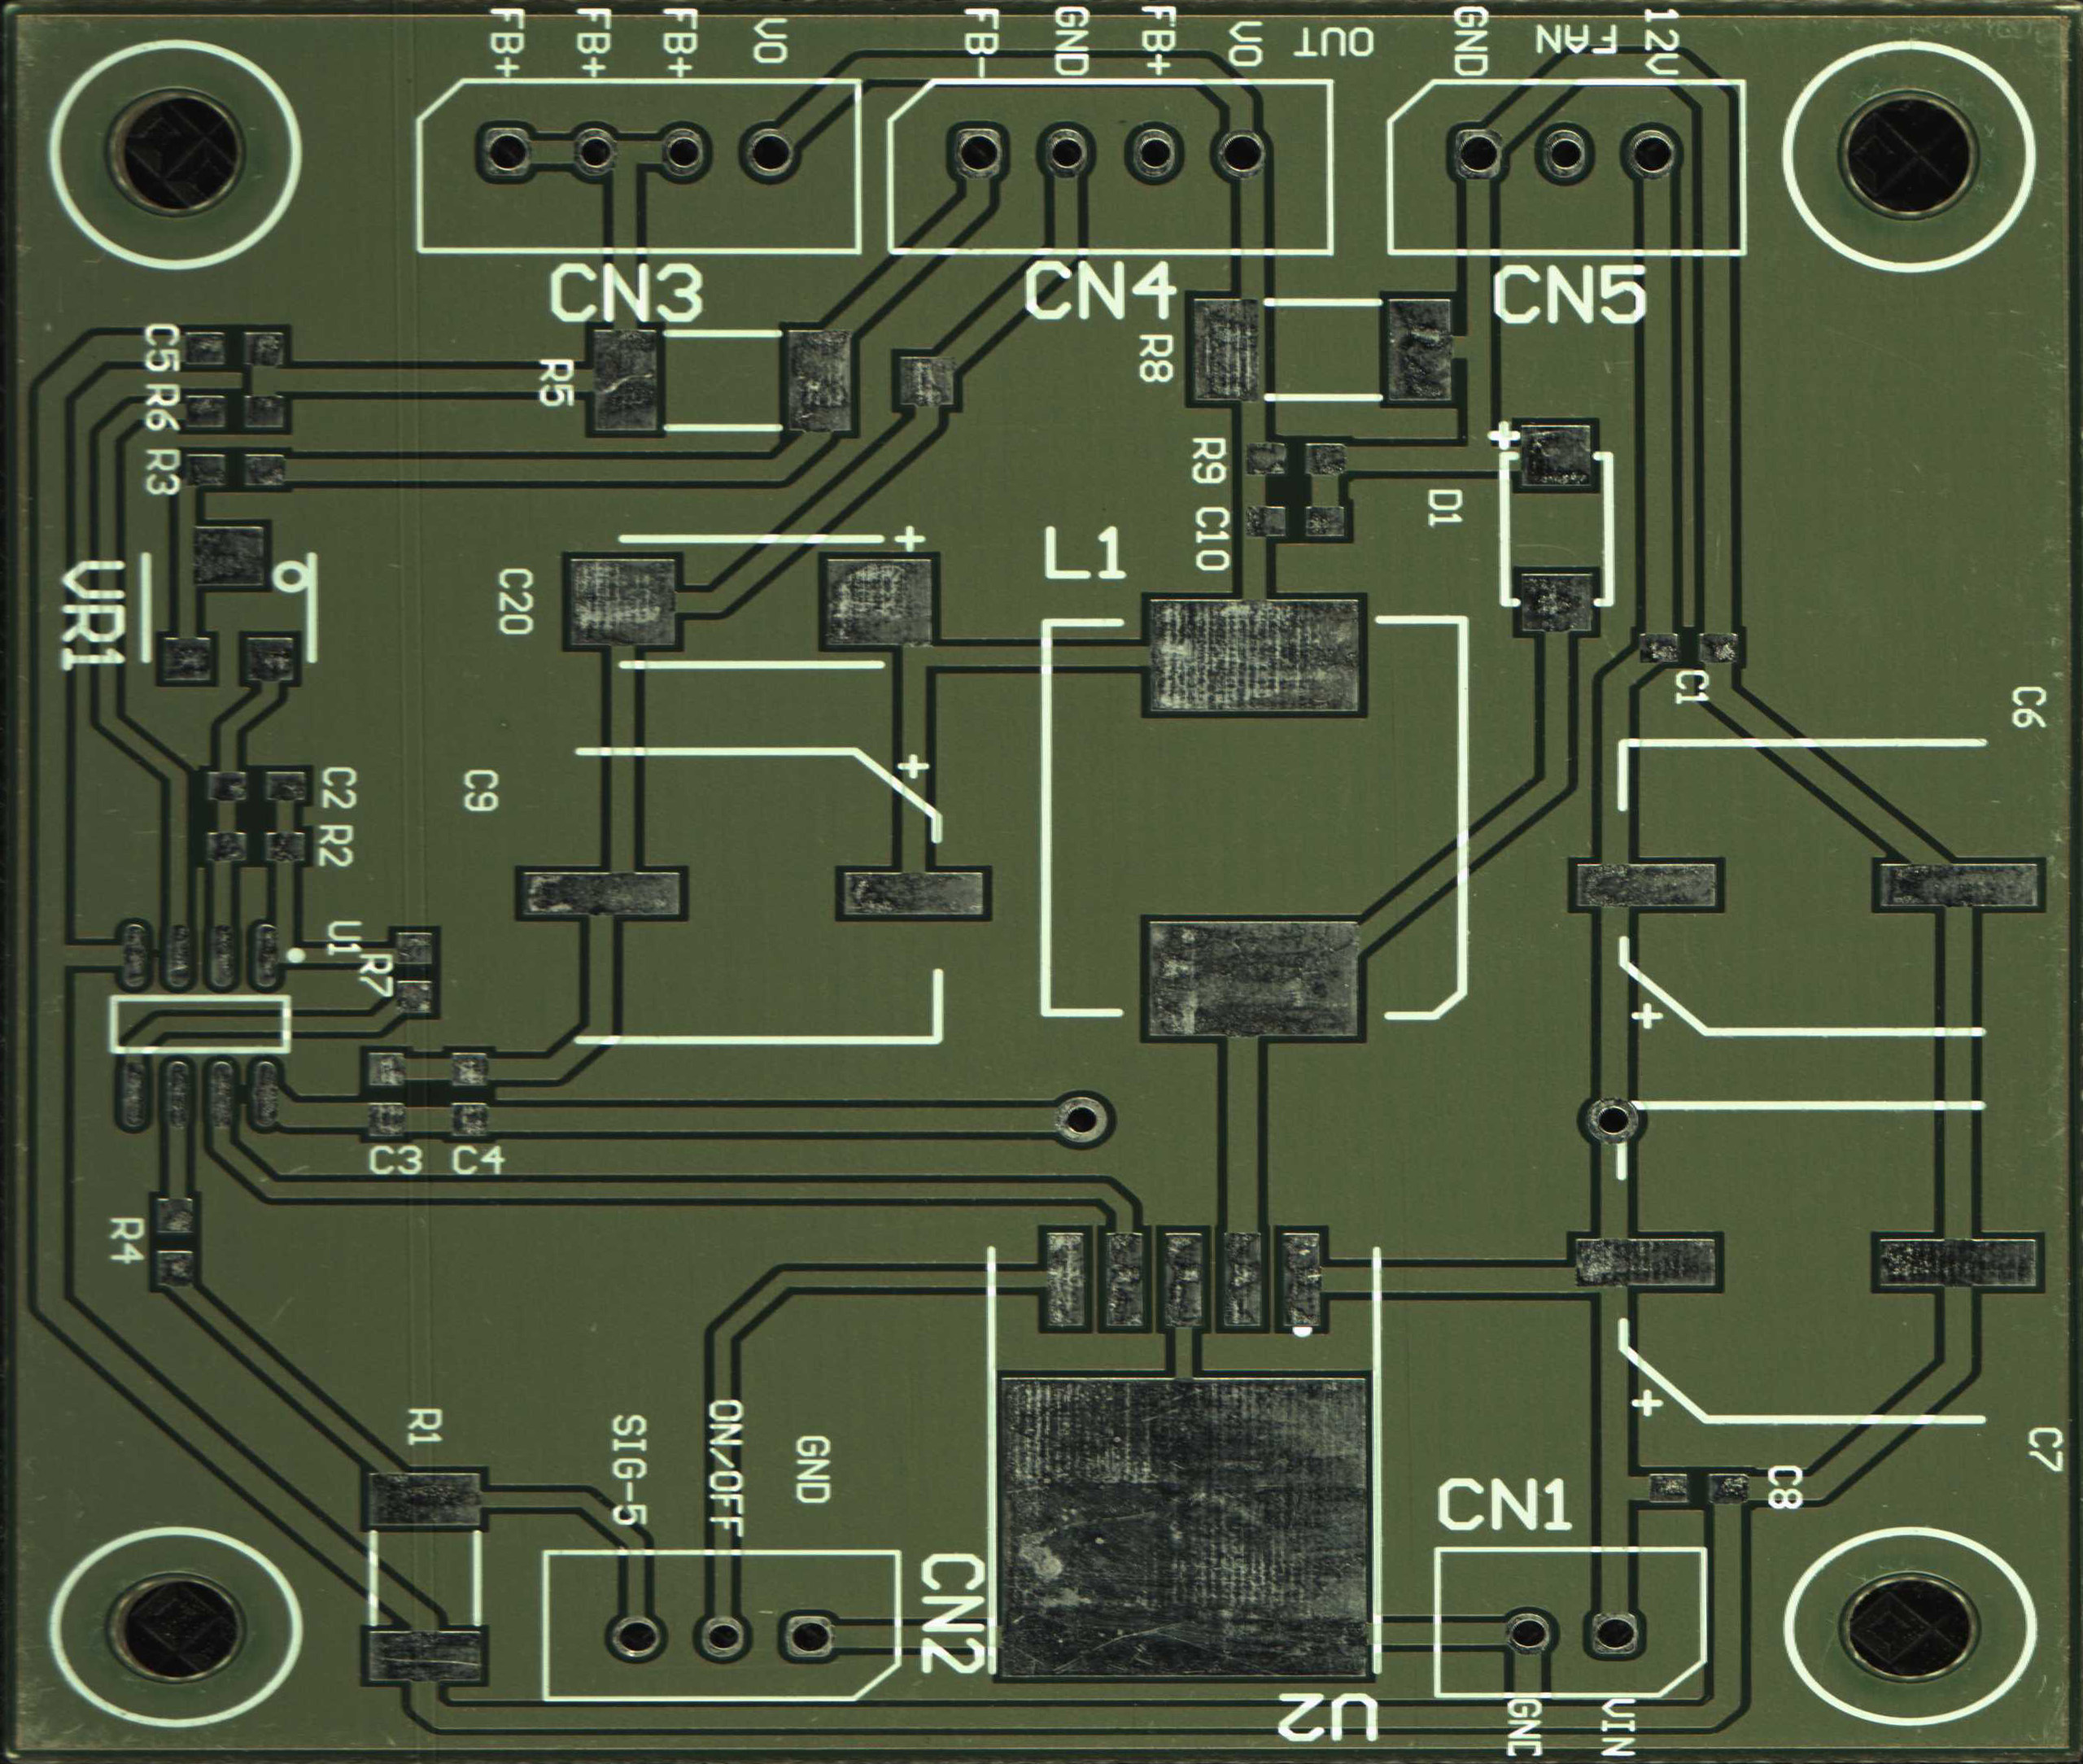 FB+
FB+
FB+
VO
FB-
GND
FB+
VO
OUT
GND
FAN
12V
CN3
CN4
CN5
C5
R6
R3
R5
R8
R9
C10
D1
L1
+
+
C20
VR1
C1
C6
C2
R2
C9
+
U1
R7
+
C3
C4
R4
R1
SIG-5
ON/OFF
GND
+
C7
C8
CN1
CN2
U2
GND
VIN